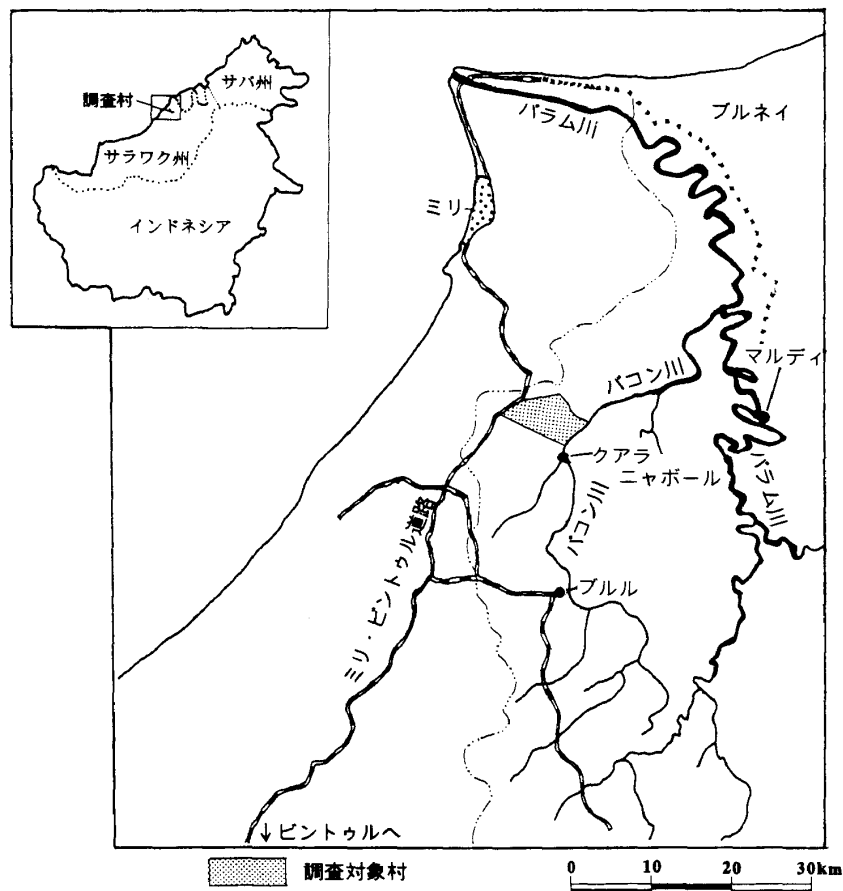 サバ州
調査村
サラワク州
インドネシア
ブルネイ
バラム川
ミリ
マルディ
バコン川
クアラ
ニャボール
バラム川
バコン川
ブルル
ミリ・ビントゥル道路
↓ビントゥルへ
調査対象村
0 10 20 30km